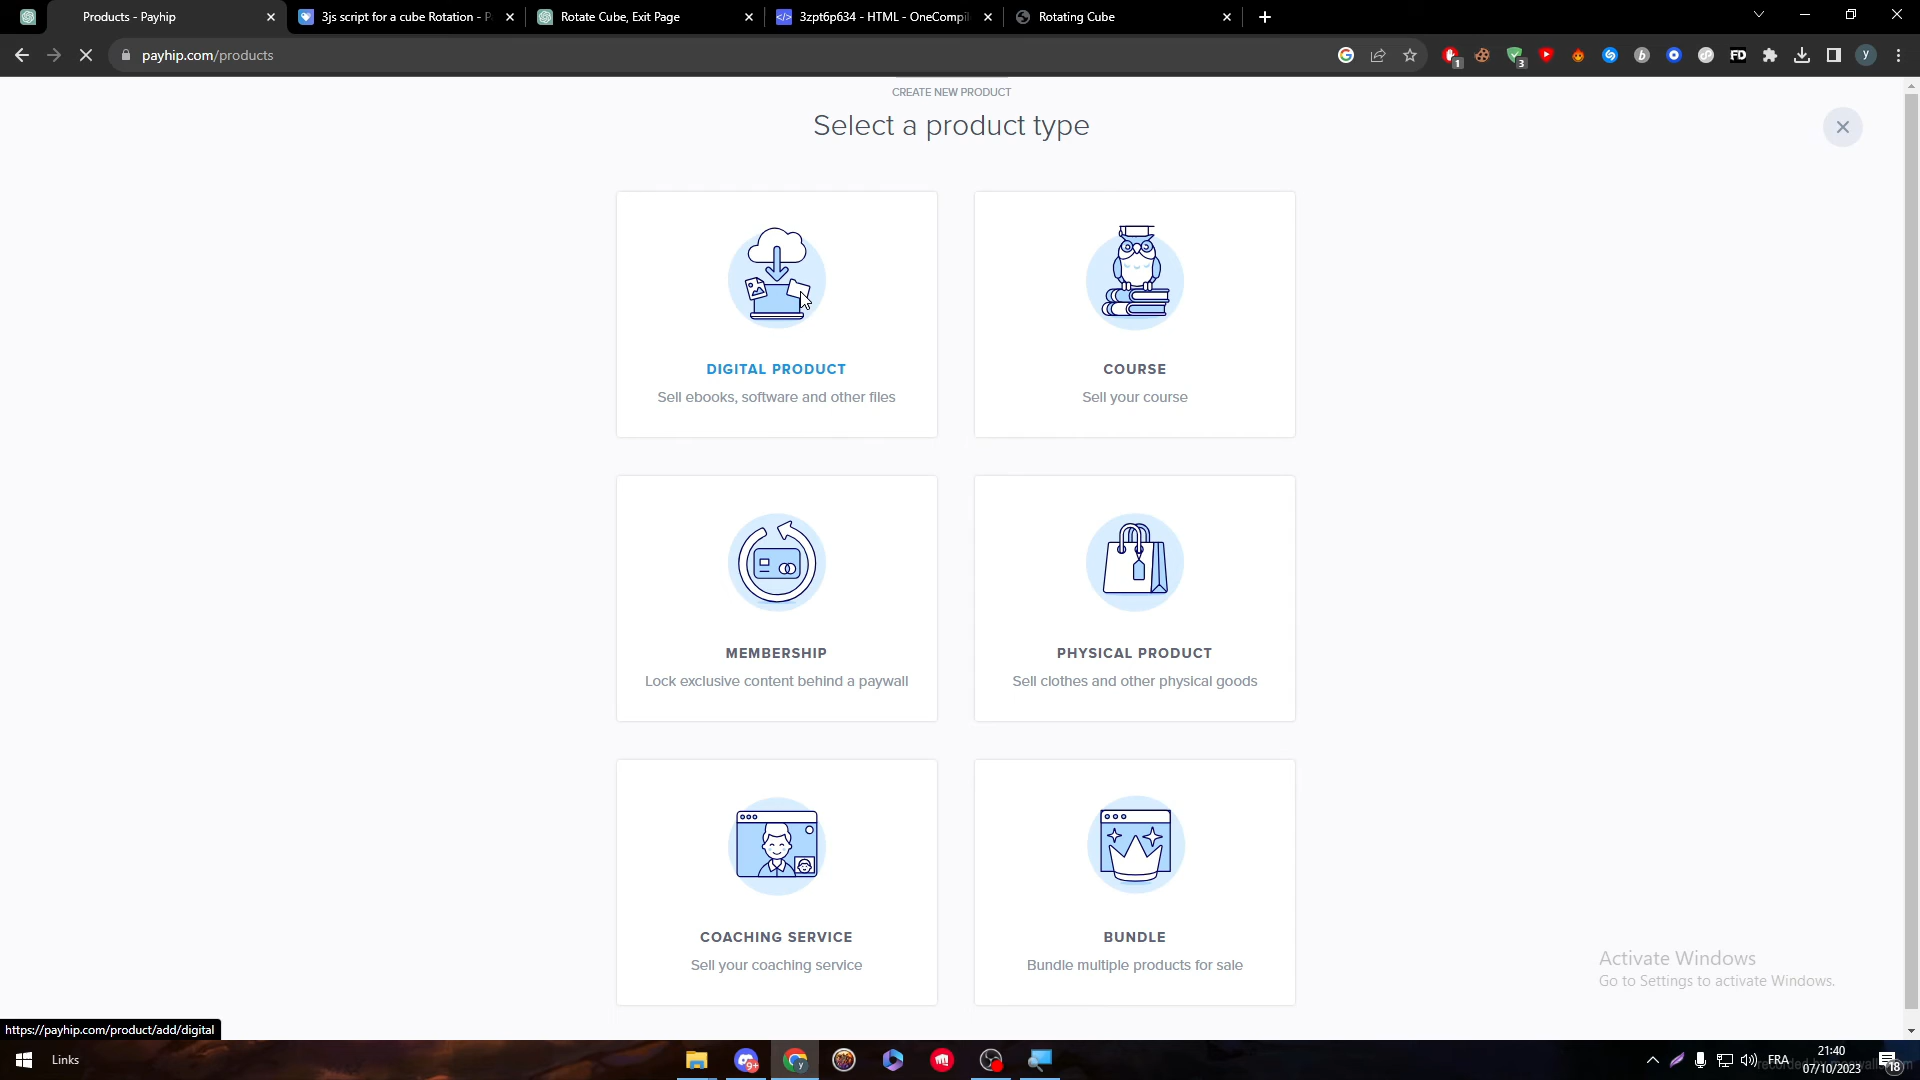 Products - Payhip
3js script for a cube Rotation - P
Rotate Cube, Exit Page
3zpt6p634 - HTML - OneCompil
Rotating Cube
payhip.com/products
1
3
FD
y
CREATE NEW PRODUCT
Select a product type
DIGITAL PRODUCT
Sell ebooks, software and other files
COURSE
Sell your course
MEMBERSHIP
Lock exclusive content behind a paywall
PHYSICAL PRODUCT
Sell clothes and other physical goods
COACHING SERVICE
Sell your coaching service
BUNDLE
Bundle multiple products for sale
Activate Windows
Go to Settings to activate Windows.
https://payhip.com/product/add/digital
Links
FRA
21:40
07/10/2023
18